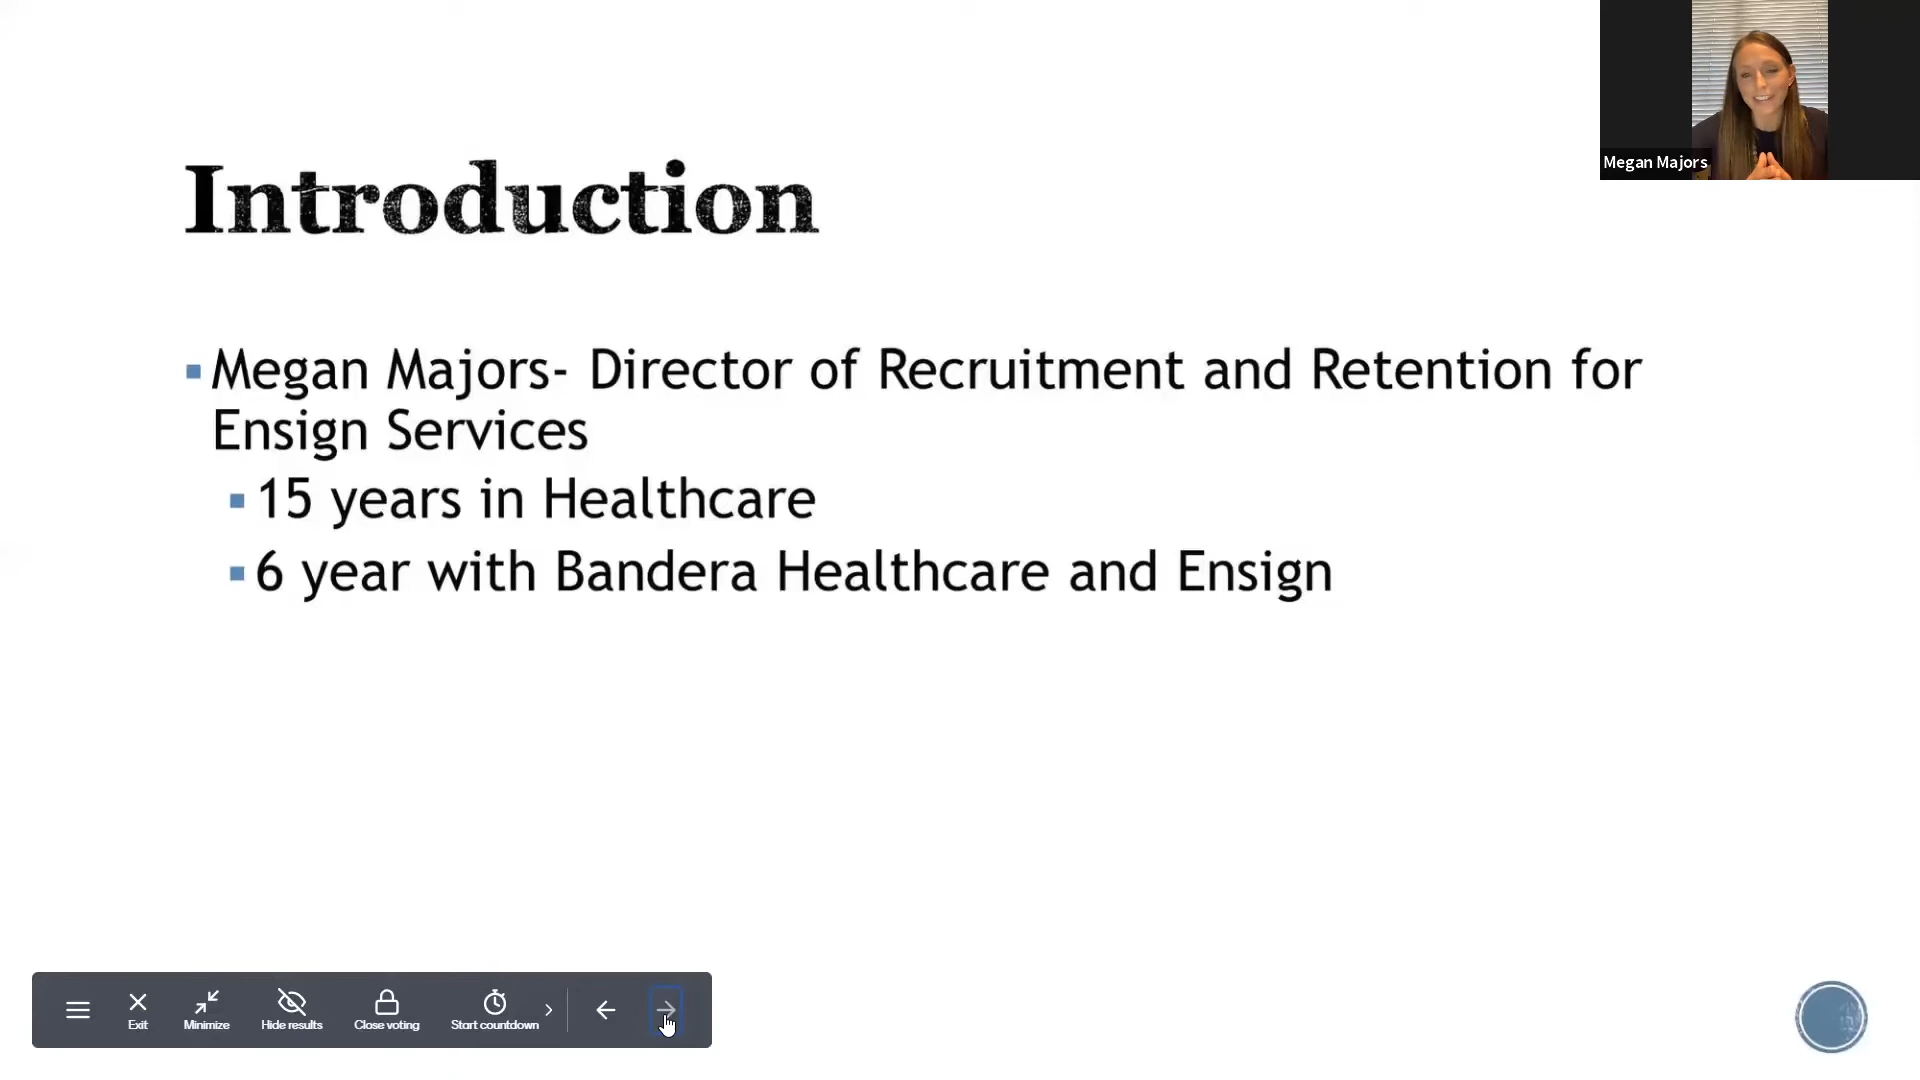 Megan Majors
Introduction
Megan Majors- Director of Recruitment and Retention for
Ensign Services
15 years in Healthcare
6 year with Bandera Healthcare and Ensign
Exit
Minimize
Hide results
Close voting
Start countdown